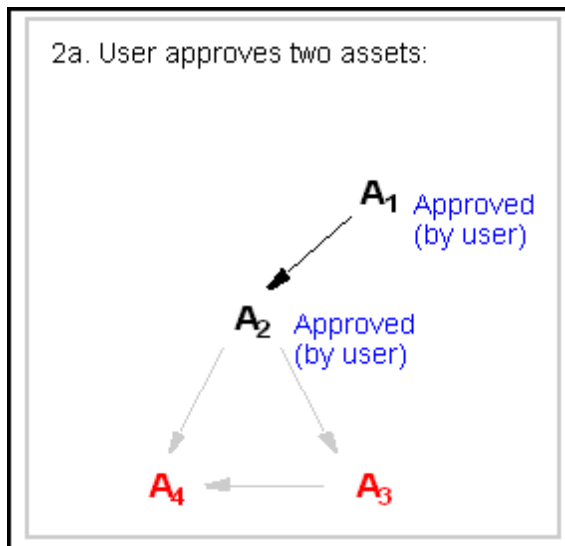 2a. User approves two assets:
A1 Approved
(by user)
A2 Approved
(by user)
A4 A3